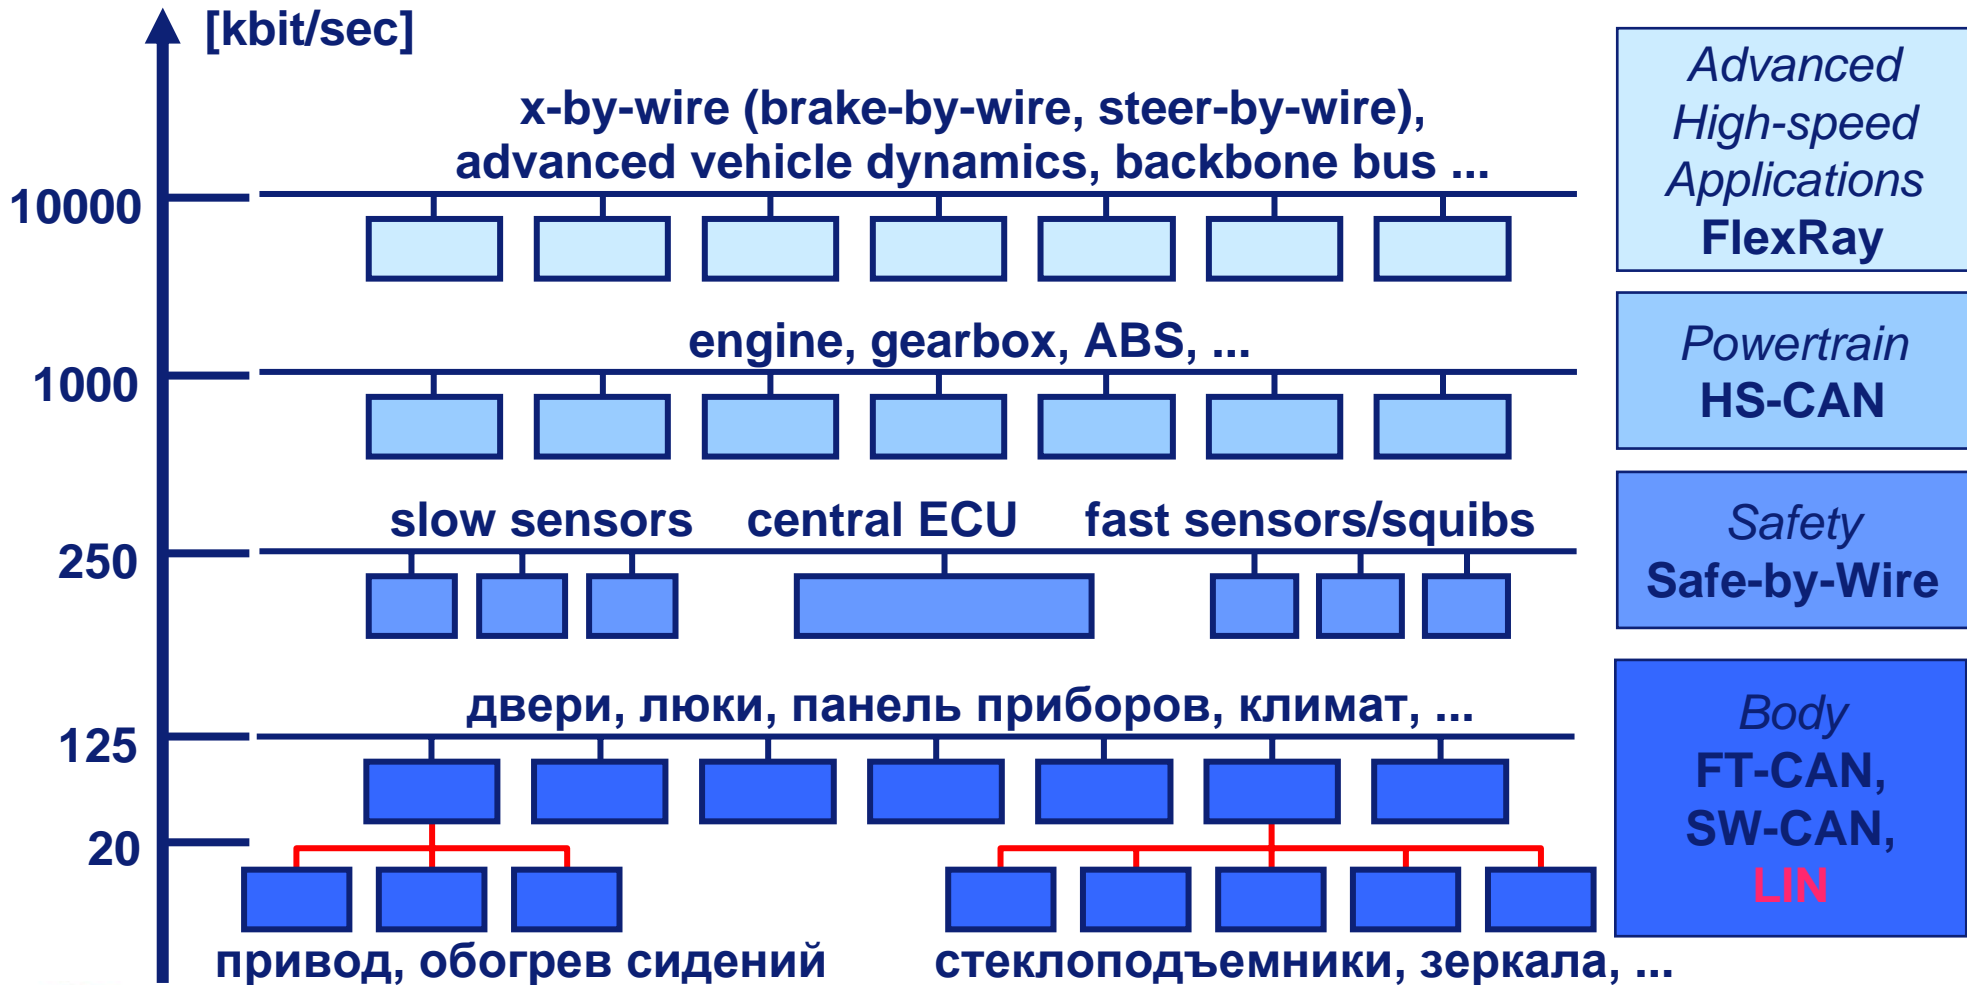 [kbit/sec]
x-by-wire (brake-by-wire, steer-by-wire),
advanced vehicle dynamics, backbone bus ...
10000
Advanced
High-speed
Applications
FlexRay
engine, gearbox, ABS, ...
1000
Powertrain
HS-CAN
slow sensors
central ECU
fast sensors/squibs
250
Safety
Safe-by-Wire
двери, люки, панель приборов, климат, ...
125
20
Body
FT-CAN,
SW-CAN,
LIN
привод, обогрев сидений
стеклоподъемники, зеркала, ...